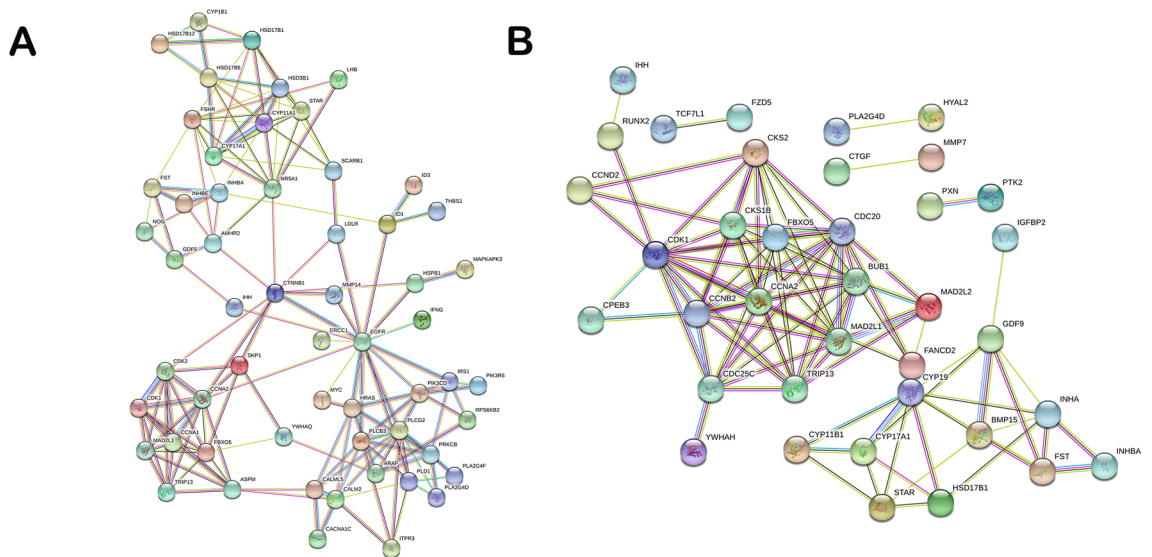 A
CYP1B1
HSD17B12
HSD17B1
HSD17B6
HSD3B1
LHB
STAR
FSHR
CYP11A1
CYP17A1
SCARB1
FST
INHBA
NR5A1
INHBE
ID3
THBS1
NOG
ID1
AMHR2
LDLR
GDF5
HSPB1
MAPKAPK3
CTNNB1
MMP14
IHH
IFNG
ERCC1
EGFR
CDK2
SKP1
IRS1
PIK3R5
CCNA2
MYC
PIK3CD
CDK1
HRAS
RPS6KB2
PLCG2
CCNA1
MAD2L1
FBXO5
YWHAQ
PLCB3
PRKCB
ARAF
PLA2G4F
TRIP13
ASPM
CALML5
CALM2
PLD1
PLA2G4D
CACNA1C
ITPR3
B
IHH
RUNX2
TCF7L1
FZD5
PLA2G4D
HYAL2
CKS2
CTGF
MMP7
CCND2
PXN
PTK2
CKS1B
FBXO5
CDC20
IGFBP2
CDK1
BUB1
CCNA2
MAD2L2
CPEB3
CCNB2
MAD2L1
GDF9
FANCD2
CDC25C
TRIP13
CYP19
INHA
YWHAH
CYP11B1
CYP17A1
BMP15
FST
INHBA
STAR
HSD17B1